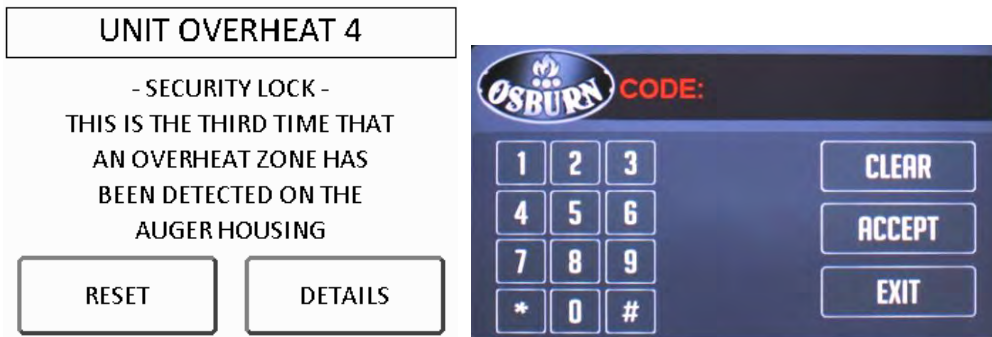 UNIT OVERHEAT 4
- SECURITY LOCK -
THIS IS THE THIRD TIME THAT
AN OVERHEAT ZONE HAS
BEEN DETECTED ON THE
AUGER HOUSING
RESET DETAILS
OSBURN CODE:
1 2 3 CLEAR
4 5 6 ACCEPT
7 8 9 EXIT
* 0 #